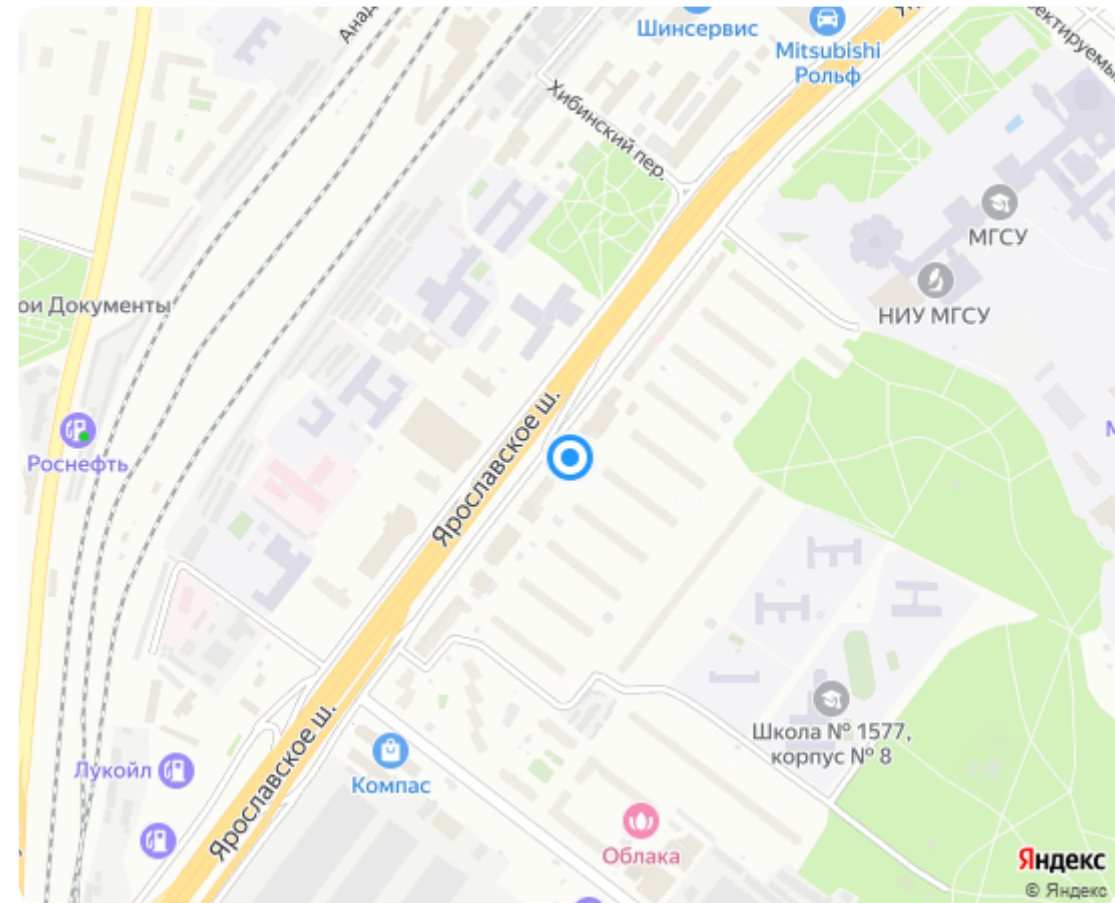 Шинсервис
Mitsubishi
Рольф
Хибинский пер.
МГСУ
НИУ МГСУ
ои Документы
Роснефть
Ярославское ш.
Школа № 1577,
корпус № 8
Лукойл
Ярославское ш.
Компас
Облака
Яндекс
© Яндекс